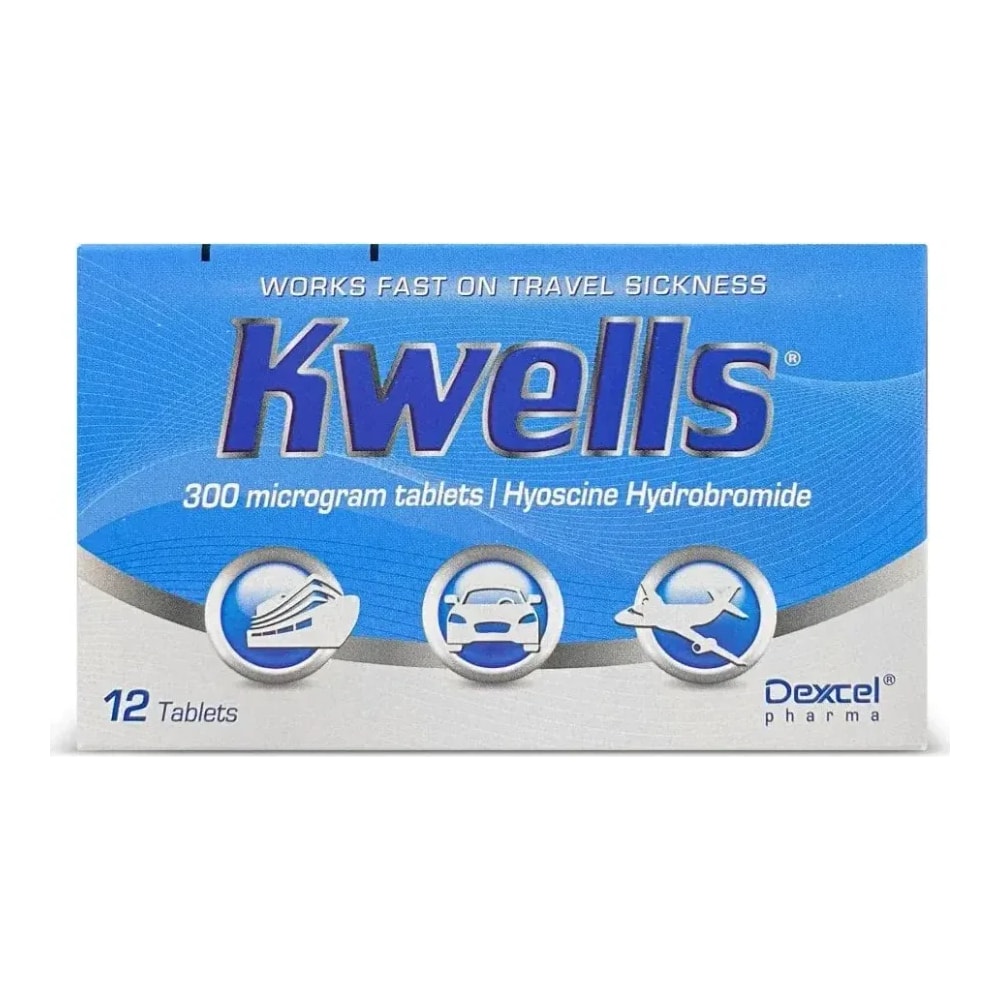 WORKS FAST ON TRAVEL SICKNESS
Kwells®
300 microgram tablets | Hyoscine Hydrobromide
12 Tablets
Dexcel®
pharma